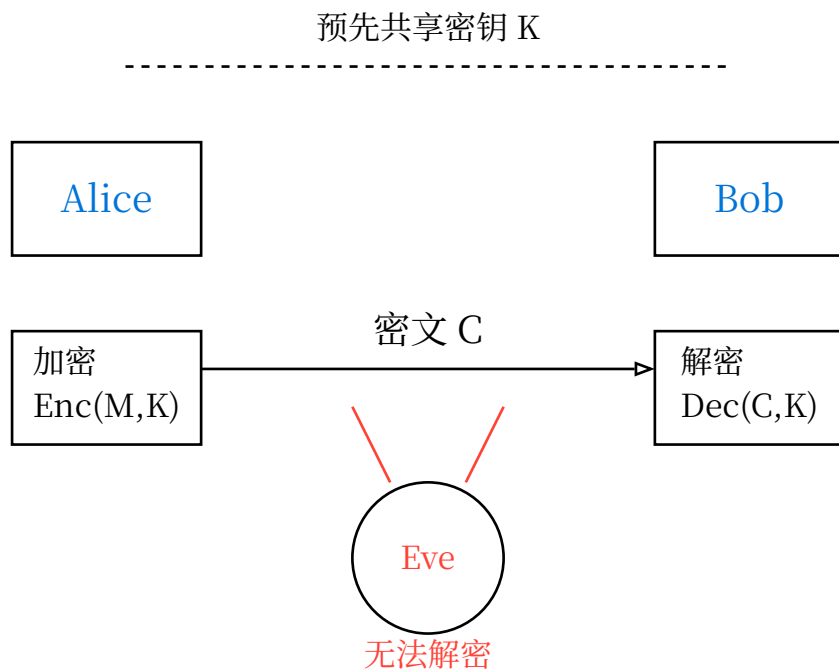 预先共享密钥 K
Alice
Bob
密文 C
加密
Enc(M,K)
解密
Dec(C,K)
Eve
无法解密